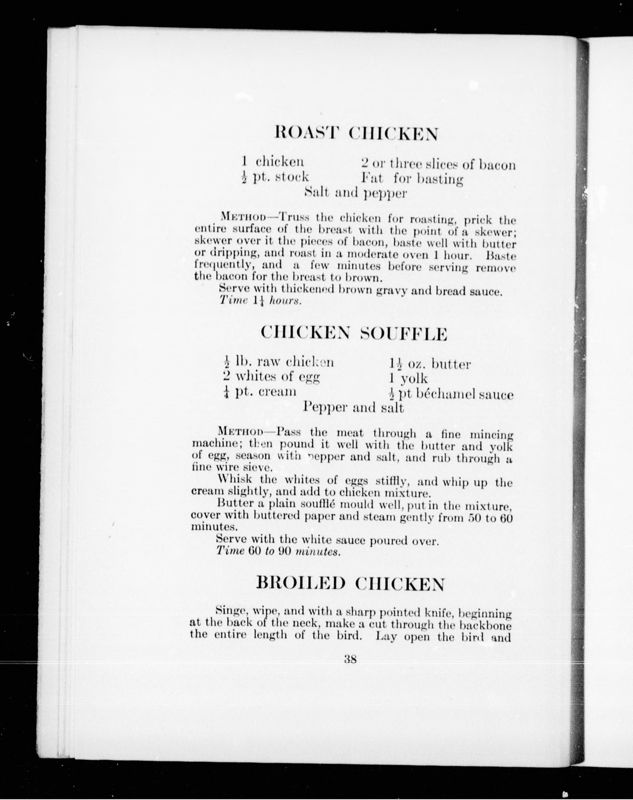 ROAST CHICKEN
1 chicken 2 or three slices of bacon
½ pt. stock Fat for basting
Salt and pepper
METHOD—Truss the chicken for roasting, prick the
entire surface of the breast with the point of a skewer;
skewer over it the pieces of bacon, baste well with butter
or dripping, and roast in a moderate oven 1 hour. Baste
frequently, and a few minutes before serving remove
the bacon for the breast to brown.
Serve with thickened brown gravy and bread sauce.
Time 1¼ hours.
CHICKEN SOUFFLE
½ lb. raw chicken 1½ oz. butter
2 whites of egg 1 yolk
¼ pt. cream ½ pt béchamel sauce
Pepper and salt
METHOD—Pass the meat through a fine mincing
machine; then pound it well with the butter and yolk
of egg, season with pepper and salt, and rub through a
fine wire sieve.
Whisk the whites of eggs stiffly, and whip up the
cream slightly, and add to chicken mixture.
Butter a plain soufflé mould well, put in the mixture,
cover with buttered paper and steam gently from 50 to 60
minutes.
Serve with the white sauce poured over.
Time 60 to 90 minutes.
BROILED CHICKEN
Singe, wipe, and with a sharp pointed knife, beginning
at the back of the neck, make a cut through the backbone
the entire length of the bird. Lay open the bird and
38